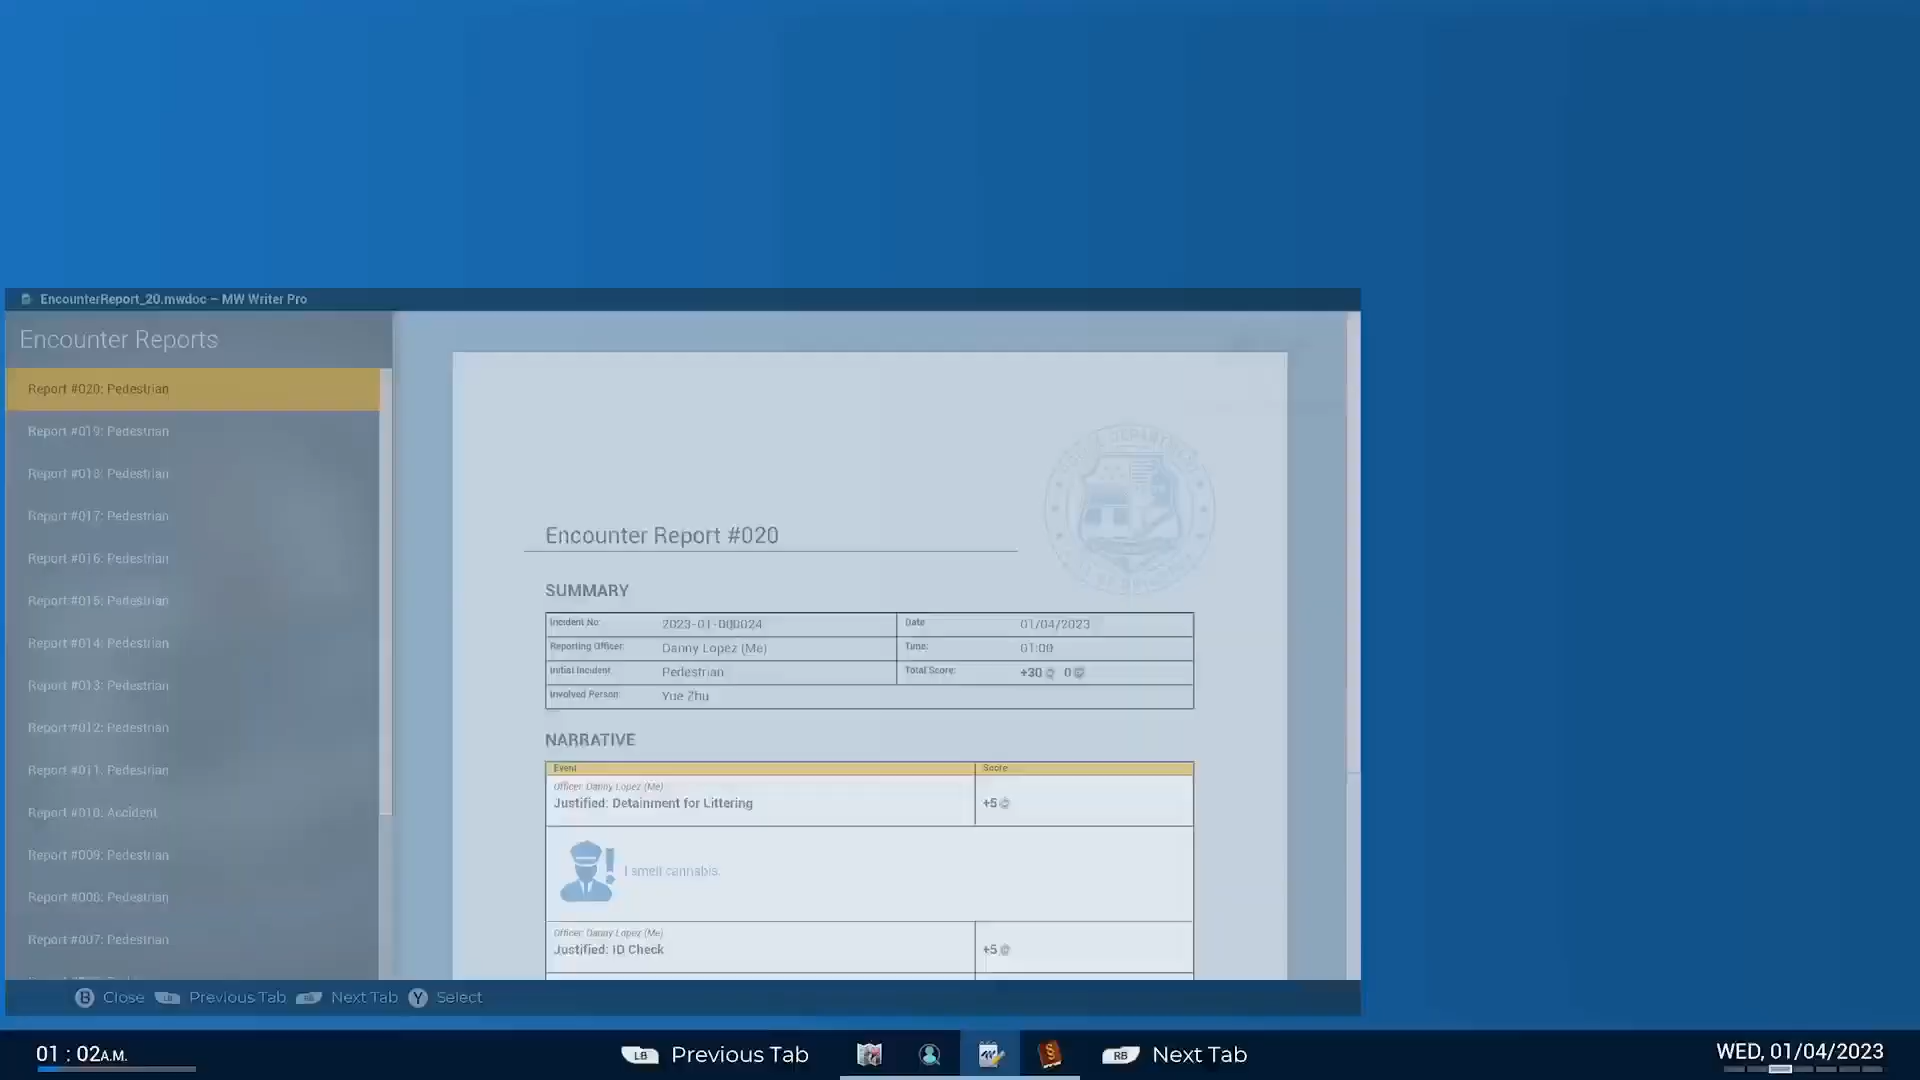 EncounterReport_20.mwdoc – MW Writer Pro
Encounter Reports
Report #020: Pedestrian
Report #019: Pedestrian
Report #018: Pedestrian
Report #017: Pedestrian
Report #016: Pedestrian
Report #015: Pedestrian
Report #014: Pedestrian
Report #013: Pedestrian
Report #012: Pedestrian
Report #011: Pedestrian
Report #010: Accident
Report #009: Pedestrian
Report #008: Pedestrian
Report #007: Pedestrian
Encounter Report #020
SUMMARY
Incident No: 2023-01-000024 Date 01/04/2023
Reporting Officer: Danny Lopez (Me) Time: 01:00
Initial Incident Pedestrian Total Score: +30 0
Involved Person: Yue Zhu
NARRATIVE
Event Score
Officer: Danny Lopez (Me)
Justified: Detainment for Littering +5
I smell cannabis.
Officer: Danny Lopez (Me)
Justified: ID Check +5
B Close LB Previous Tab RB Next Tab Y Select
01 : 02 A.M. LB Previous Tab RB Next Tab WED, 01/04/2023